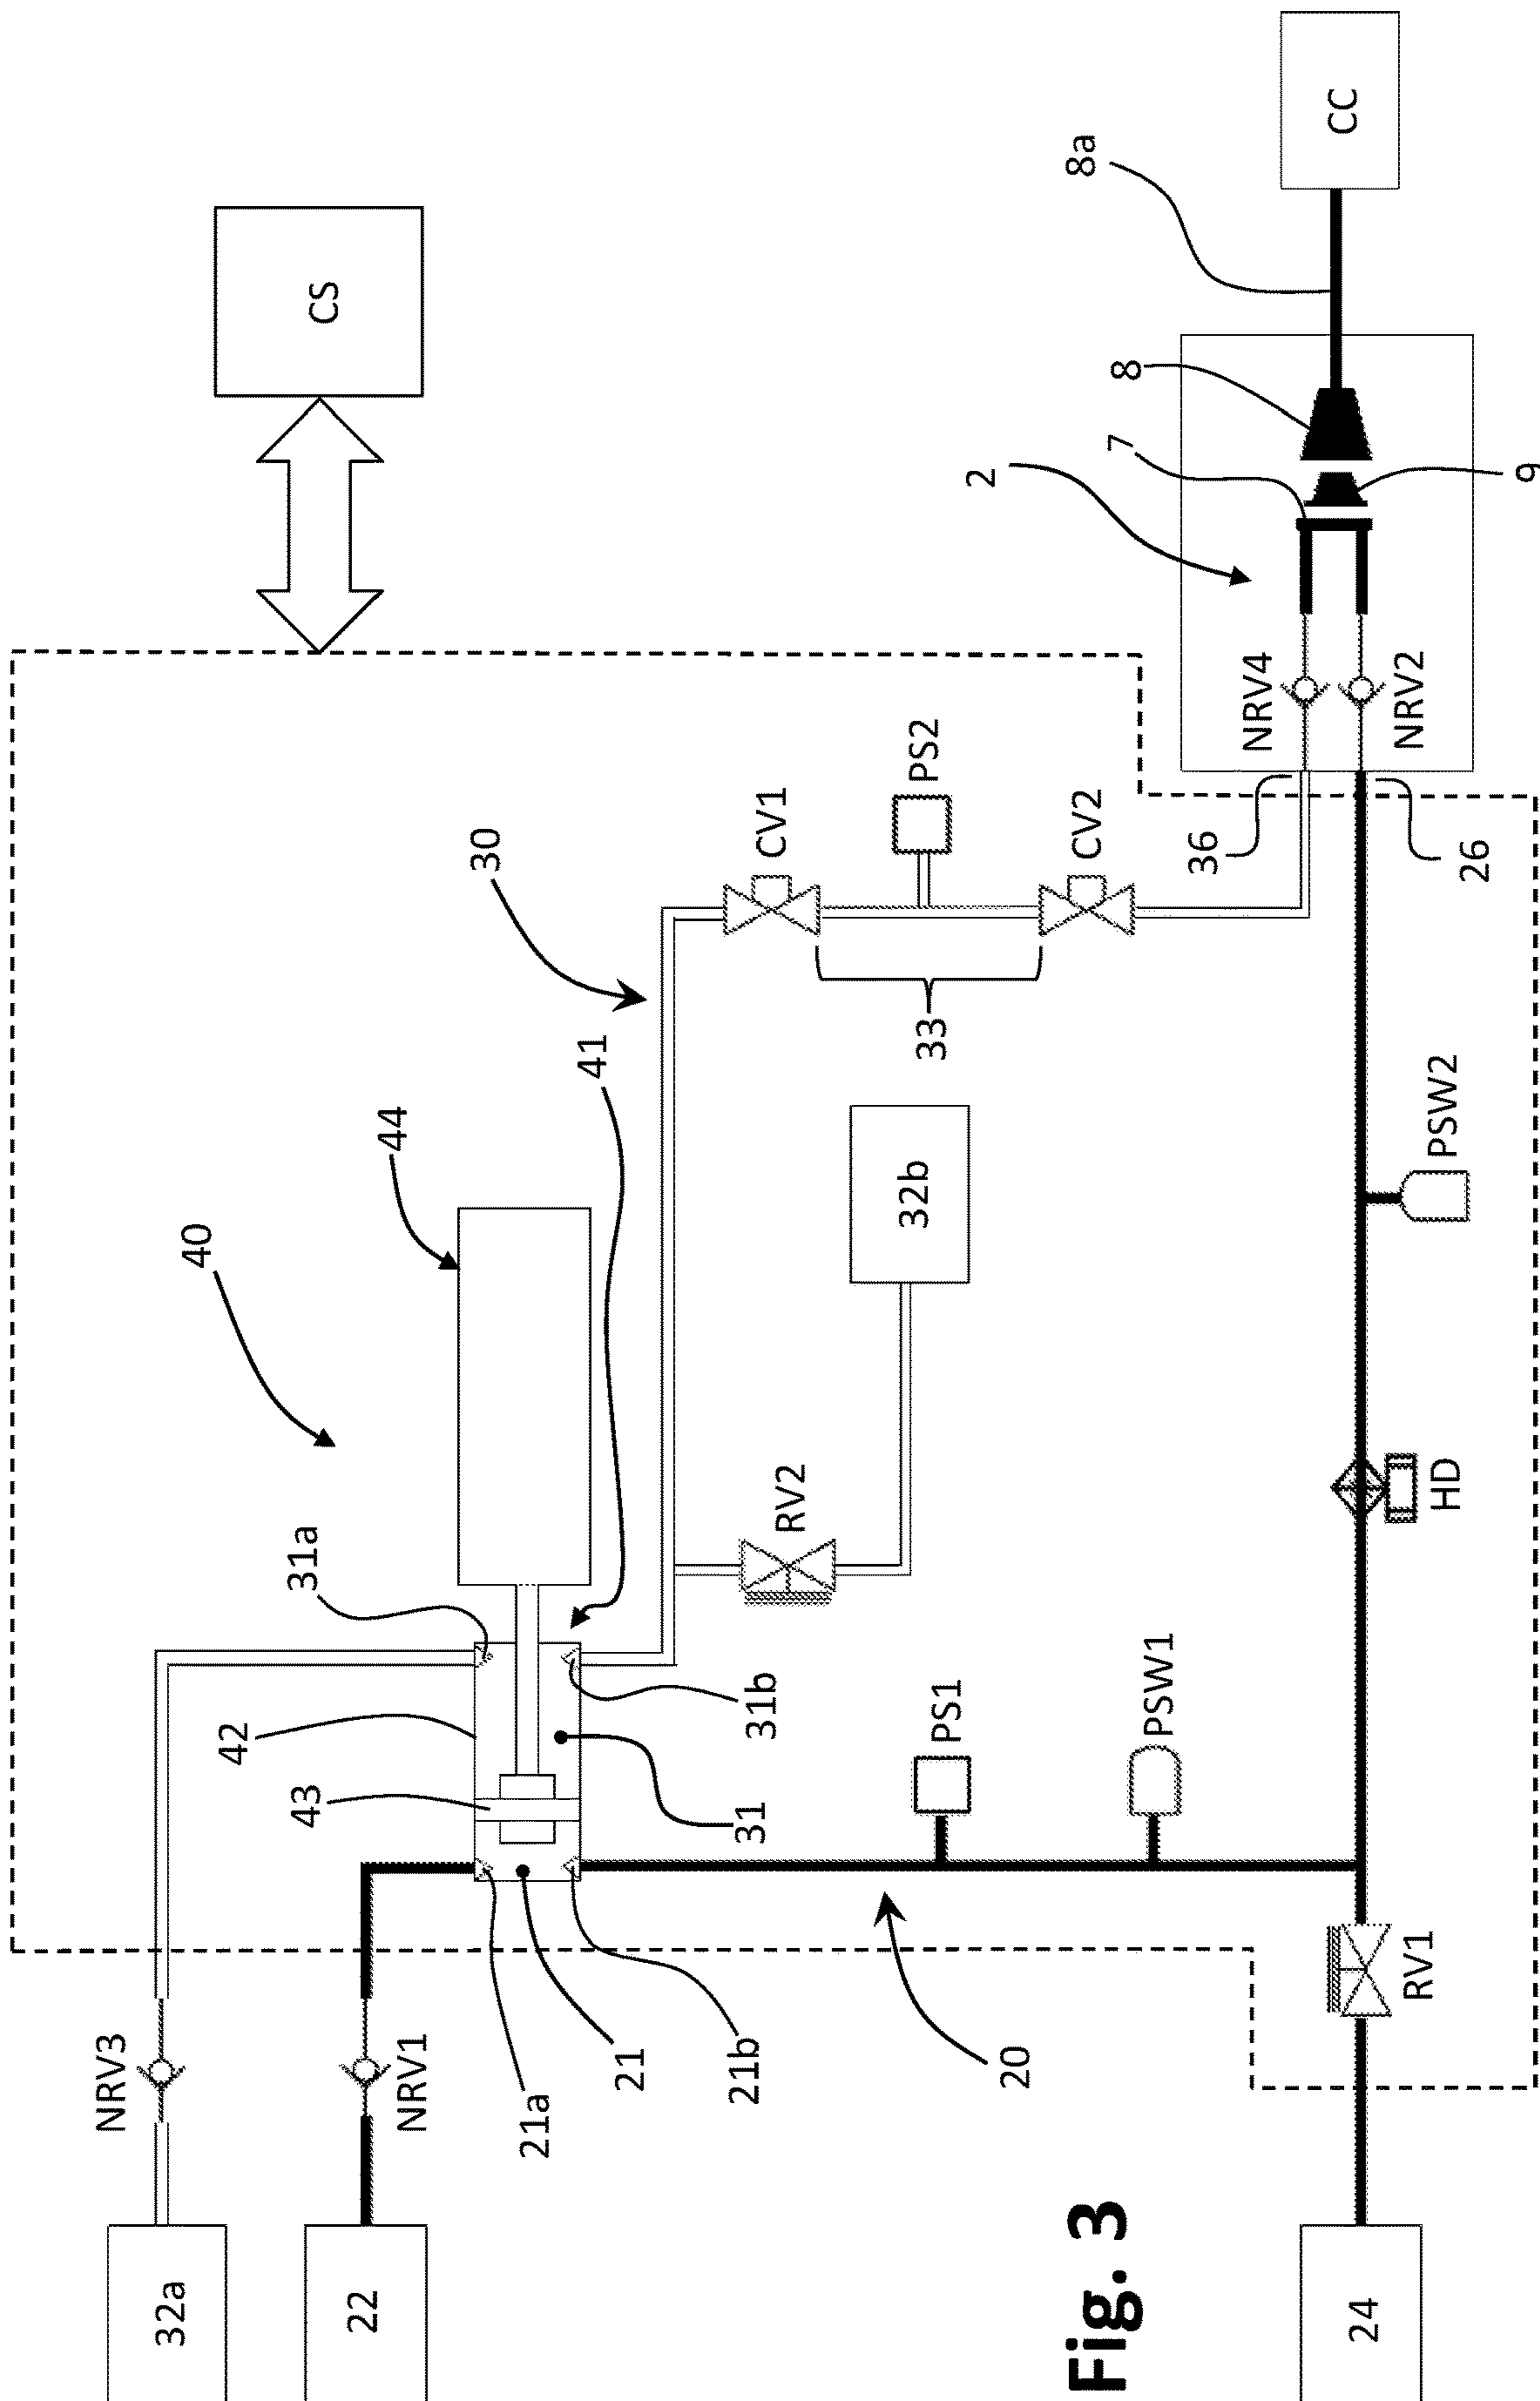 CS
40
44
41
30
42
31a
43
31
31b
21
21a
21b
20
NRV3
NRV1
32a
22
24
RV1
PS1
PSW1
RV2
32b
HD
PSW2
33
CV1
PS2
CV2
36
26
NRV4
NRV2
2
7
8
9
8a
CC
Fig. 3